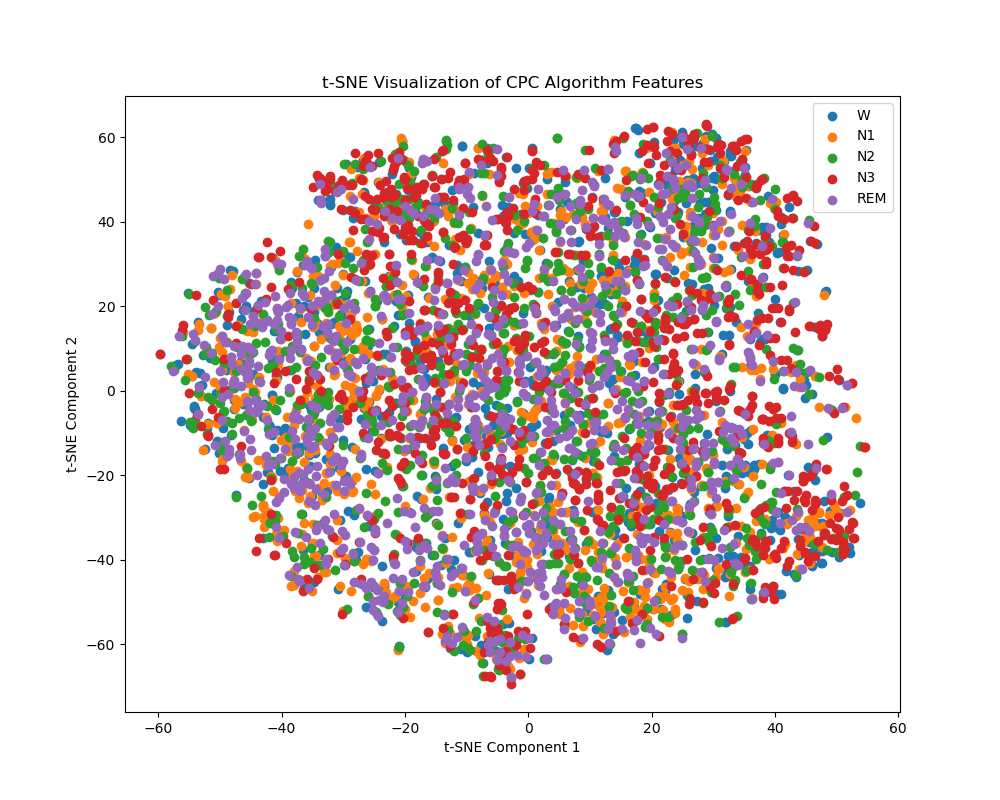 t-SNE Visualization of CPC Algorithm Features
W
N1
N2
N3
REM
60
40
20
0
−20
−40
−60
t-SNE Component 2
−60
−40
−20
0
20
40
60
t-SNE Component 1